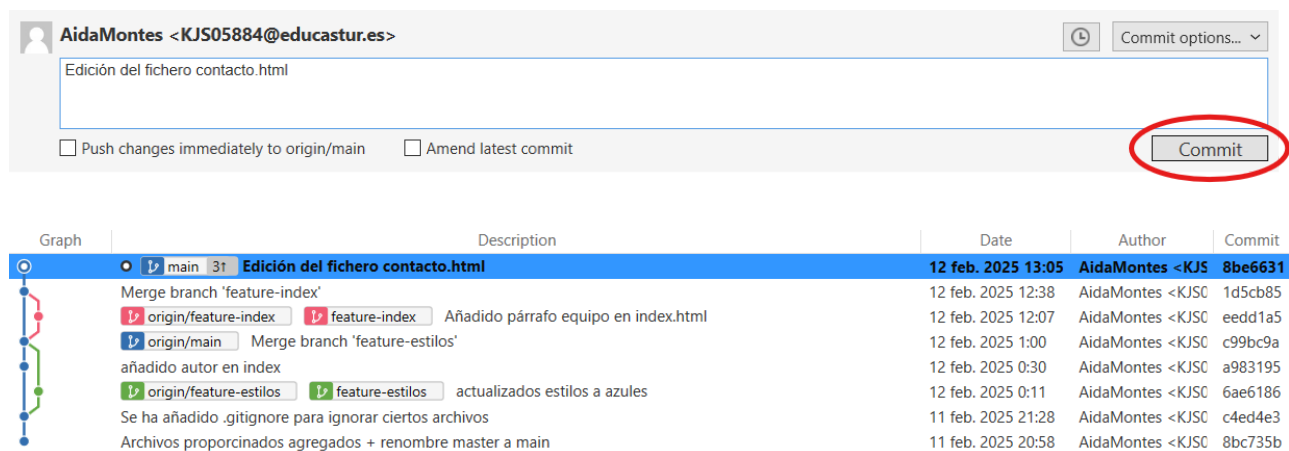 AidaMontes <KJS05884@educastur.es>
Commit options...
Edición del fichero contacto.html
Push changes immediately to origin/main Amend latest commit Commit
Graph Description Date Author Commit
main 3↑ Edición del fichero contacto.html 12 feb. 2025 13:05 AidaMontes <KJS 8be6631
Merge branch 'feature-index' 12 feb. 2025 12:38 AidaMontes <KJS0 1d5cb85
origin/feature-index feature-index Añadido párrafo equipo en index.html 12 feb. 2025 12:07 AidaMontes <KJS0 eedd1a5
origin/main Merge branch 'feature-estilos' 12 feb. 2025 1:00 AidaMontes <KJS0 c99bc9a
añadido autor en index 12 feb. 2025 0:30 AidaMontes <KJS0 a983195
origin/feature-estilos feature-estilos actualizados estilos a azules 12 feb. 2025 0:11 AidaMontes <KJS0 6ae6186
Se ha añadido .gitignore para ignorar ciertos archivos 11 feb. 2025 21:28 AidaMontes <KJS0 c4ed4e3
Archivos proporcinados agregados + renombre master a main 11 feb. 2025 20:58 AidaMontes <KJS0 8bc735b